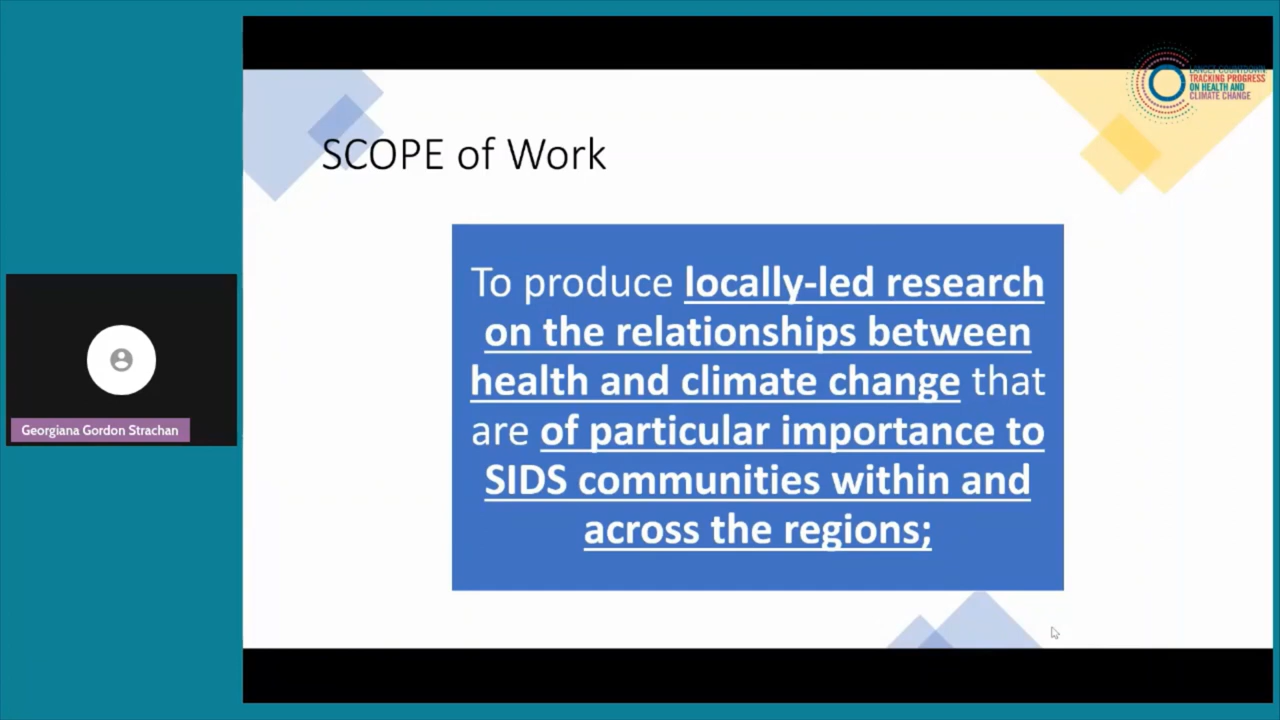 LANCET COUNTDOWN:
TRACKING PROGRESS
ON HEALTH AND
CLIMATE CHANGE
SCOPE of Work
To produce locally-led research
on the relationships between
health and climate change that
are of particular importance to
SIDS communities within and
across the regions;
Georgiana Gordon Strachan